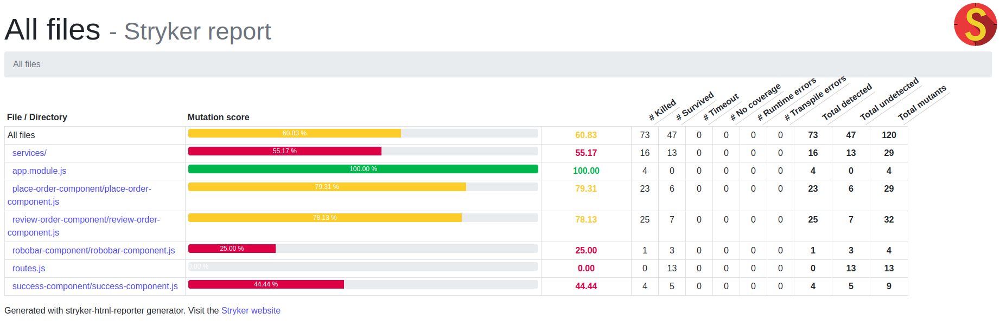 All files - Stryker report
S
All files
File / Directory Mutation score # Killed # Survived # Timeout # No coverage # Runtime errors # Transpile errors Total detected Total undetected Total mutants
All files 60.83 % 60.83 73 47 0 0 0 0 73 47 120
services/ 55.17 % 55.17 16 13 0 0 0 0 16 13 29
app.module.js 100.00 % 100.00 4 0 0 0 0 0 4 0 4
place-order-component/place-order- 79.31 % 79.31 23 6 0 0 0 0 23 6 29
component.js
review-order-component/review-order- 78.13 % 78.13 25 7 0 0 0 0 25 7 32
component.js
robobar-component/robobar-component.js 25.00 % 25.00 1 3 0 0 0 0 1 3 4
routes.js 0.00 % 0.00 0 13 0 0 0 0 0 13 13
success-component/success-component.js 44.44 % 44.44 4 5 0 0 0 0 4 5 9
Generated with stryker-html-reporter generator. Visit the Stryker website